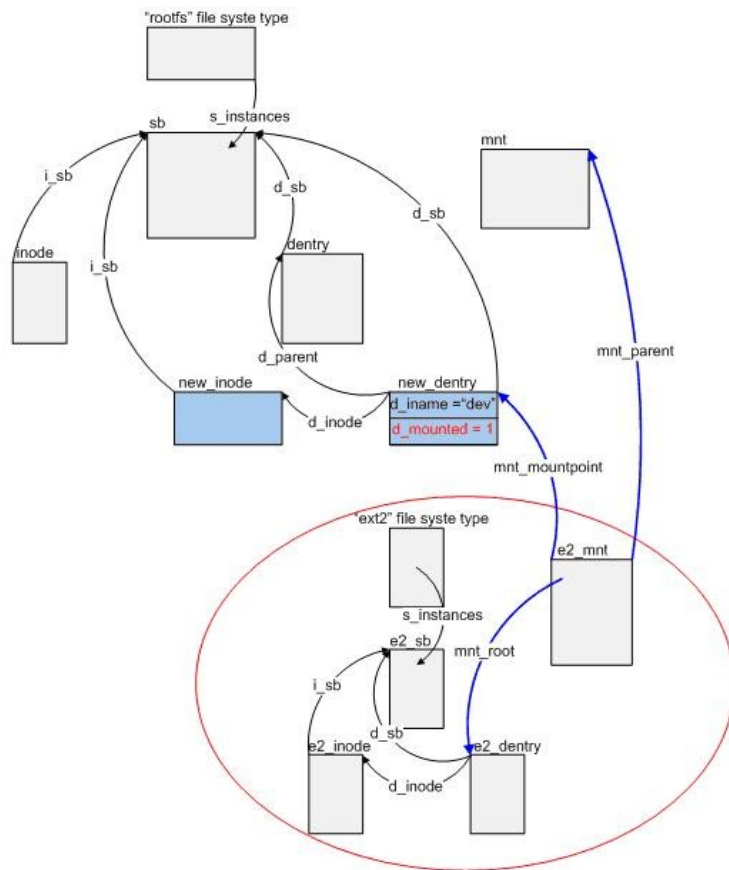 “rootfs” file syste type
s_instances
sb
mnt
i_sb
d_sb
d_sb
inode
dentry
i_sb
mnt_parent
d_parent
new_inode
new_dentry
d_iname =“dev”
d_inode
d_mounted = 1
mnt_mountpoint
“ext2” file syste type
e2_mnt
s_instances
e2_sb
mnt_root
i_sb
d_sb
e2_inode
e2_dentry
d_inode